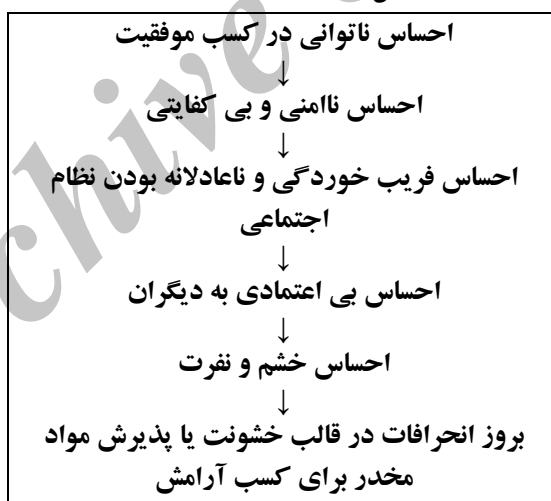 احساس ناتوانی در کسب موفقیت
↓
احساس ناامنی و بی کفایتی
↓
احساس فریب خوردگی و ناعادلانه بودن نظام
اجتماعی
↓
احساس بی اعتمادی به دیگران
↓
احساس خشم و نفرت
↓
بروز انحرافات در قالب خشونت یا پذیرش مواد
مخدر برای کسب آرامش